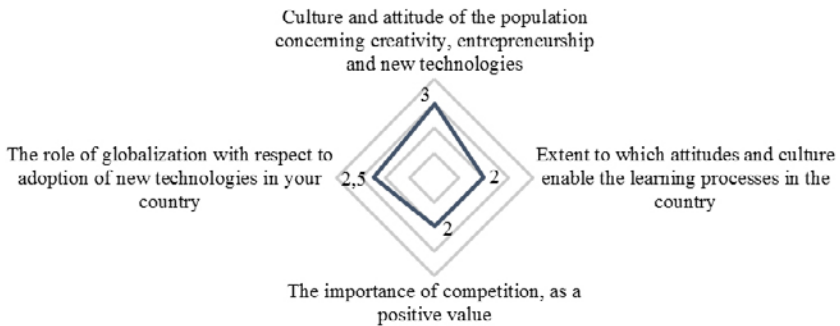 Culture and attitude of the population
concerning creativity, entrepreneurship
and new technologies
3
The role of globalization with respect to
adoption of new technologies in your
country
2,5
2
Extent to which attitudes and culture
enable the learning processes in the
country
2
The importance of competition, as a
positive value